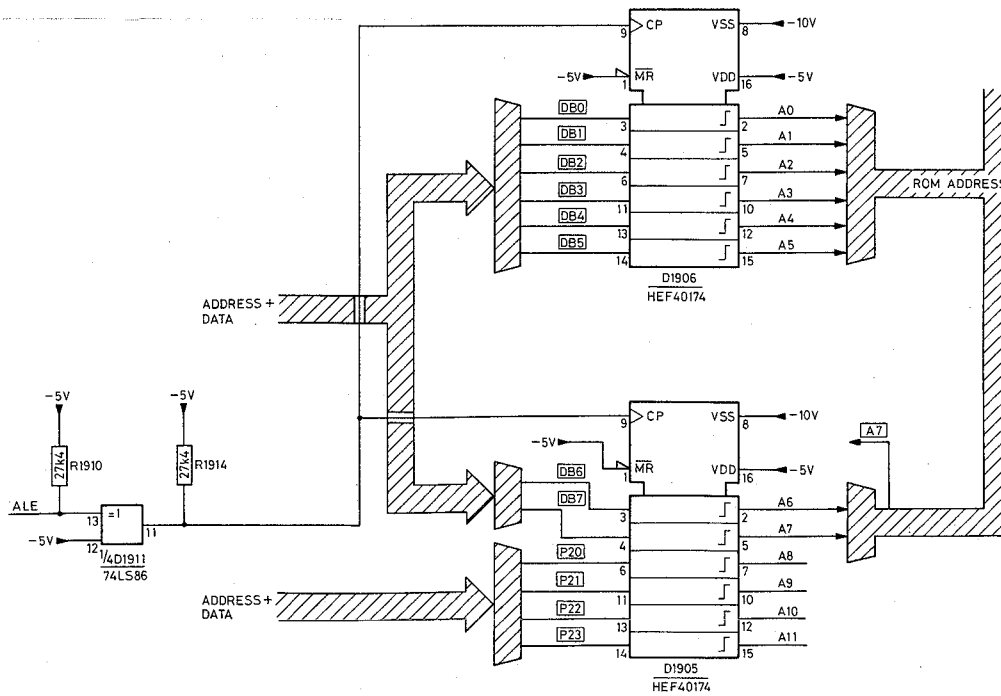 CP
9
VSS
8
-10V
-5V
MR
1
VDD
16
-5V
DB0
3
2
A0
DB1
4
5
A1
DB2
6
7
A2
DB3
11
10
A3
DB4
13
12
A4
DB5
14
15
A5
ROM ADDRESS
D1906
HEF40174
ADDRESS +
DATA
-5V
-5V
27k4
R1910
27k4
R1914
ALE
13
=1
11
-5V
12
1/4D1911
74LS86
9
CP
VSS
8
-10V
-5V
MR
1
VDD
16
-5V
A7
DB6
3
2
A6
DB7
4
5
A7
P20
6
7
A8
P21
11
10
A9
P22
13
12
A10
P23
14
15
A11
ADDRESS+
DATA
D1905
HEF40174